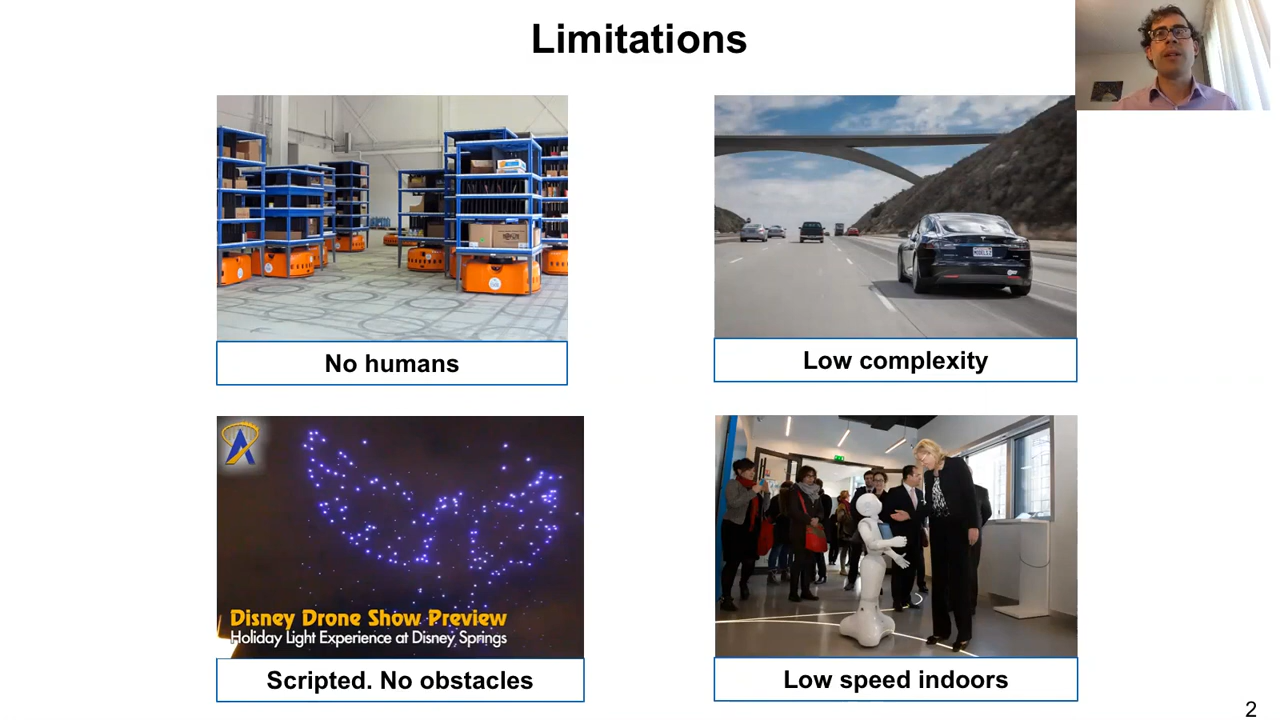 Limitations
No humans
Low complexity
Disney Drone Show Preview
Holiday Light Experience at Disney Springs
Scripted. No obstacles
Low speed indoors
2